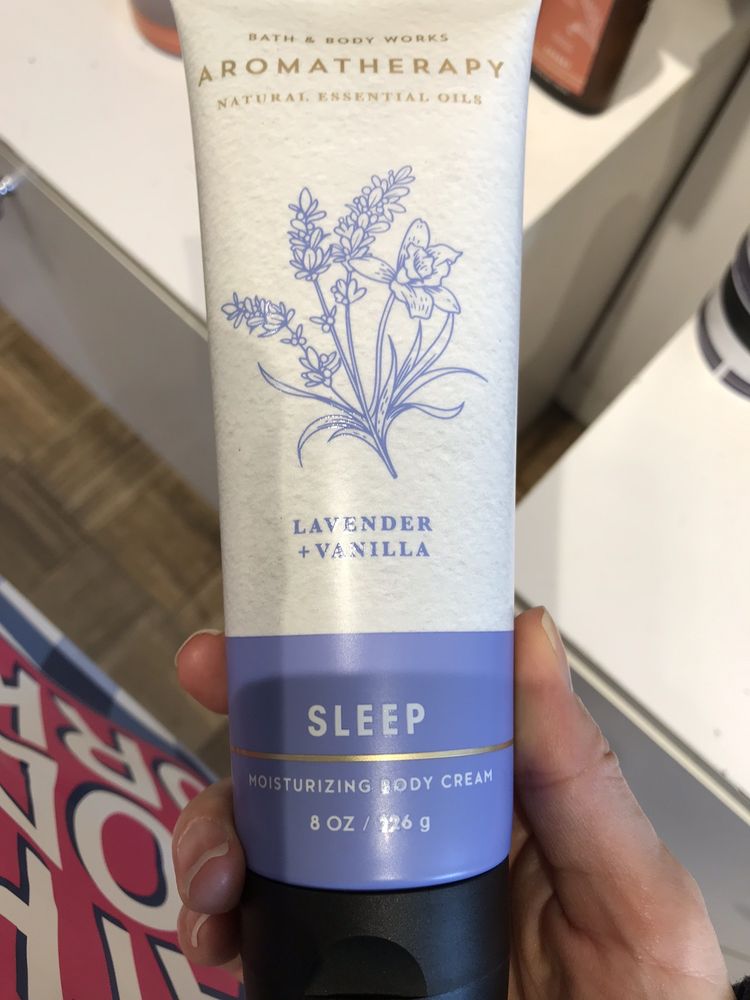 BATH & BODY WORKS
AROMATHERAPY
NATURAL ESSENTIAL OILS
LAVENDER
+ VANILLA
SLEEP
MOISTURIZING BODY CREAM
8 OZ / 226 g